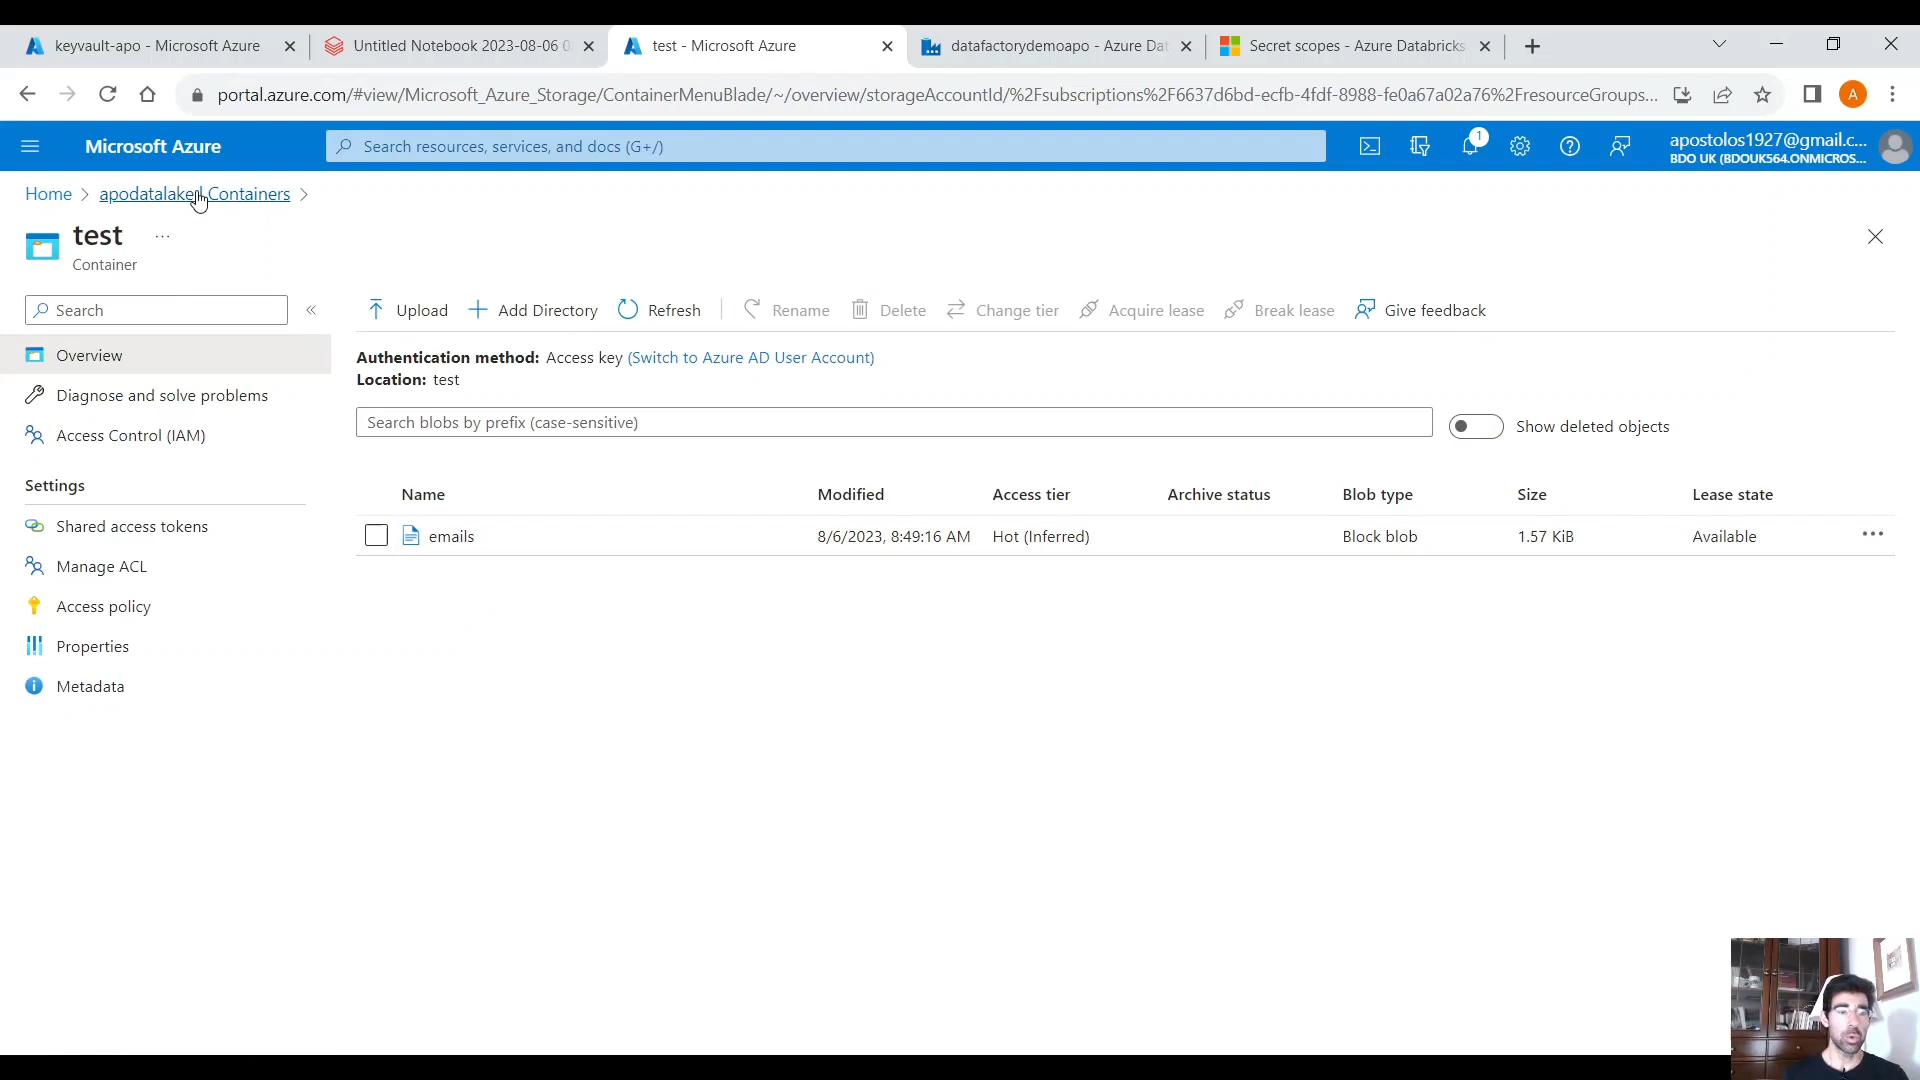 keyvault-apo - Microsoft Azure
Untitled Notebook 2023-08-06 0
test - Microsoft Azure
datafactorydemoapo - Azure Dat
Secret scopes - Azure Databricks
portal.azure.com/#view/Microsoft_Azure_Storage/ContainerMenuBlade/~/overview/storageAccountId/%2Fsubscriptions%2F6637d6bd-ecfb-4fdf-8988-fe0a67a02a76%2FresourceGroups...
A
Microsoft Azure
Search resources, services, and docs (G+/)
1
apostolos1927@gmail.c...
BDO UK (BDOUK564.ONMICROS...
Home > apodatalake | Containers >
test ...
Container
Search
«
Overview
Diagnose and solve problems
Access Control (IAM)
Settings
Shared access tokens
Manage ACL
Access policy
Properties
Metadata
Upload
Add Directory
Refresh
Rename
Delete
Change tier
Acquire lease
Break lease
Give feedback
Authentication method: Access key (Switch to Azure AD User Account)
Location: test
Search blobs by prefix (case-sensitive)
Show deleted objects
Name Modified Access tier Archive status Blob type Size Lease state
emails 8/6/2023, 8:49:16 AM Hot (Inferred) Block blob 1.57 KiB Available ...